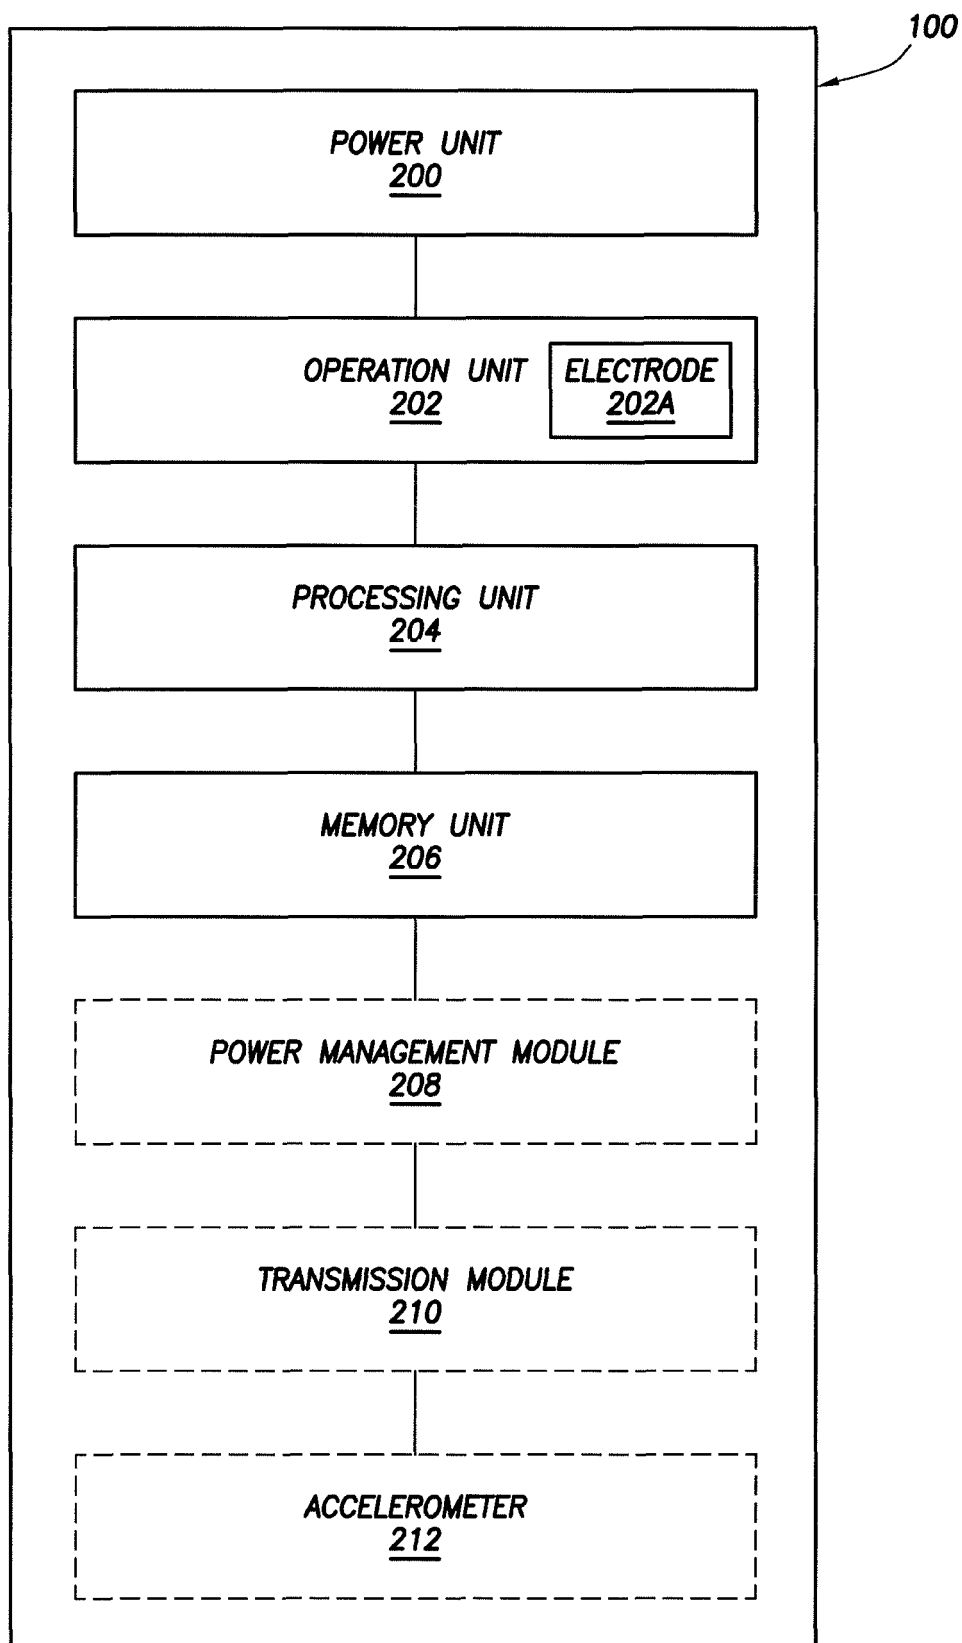 100
POWER UNIT
200
OPERATION UNIT
202
ELECTRODE
202A
PROCESSING UNIT
204
MEMORY UNIT
206
POWER MANAGEMENT MODULE
208
TRANSMISSION MODULE
210
ACCELEROMETER
212